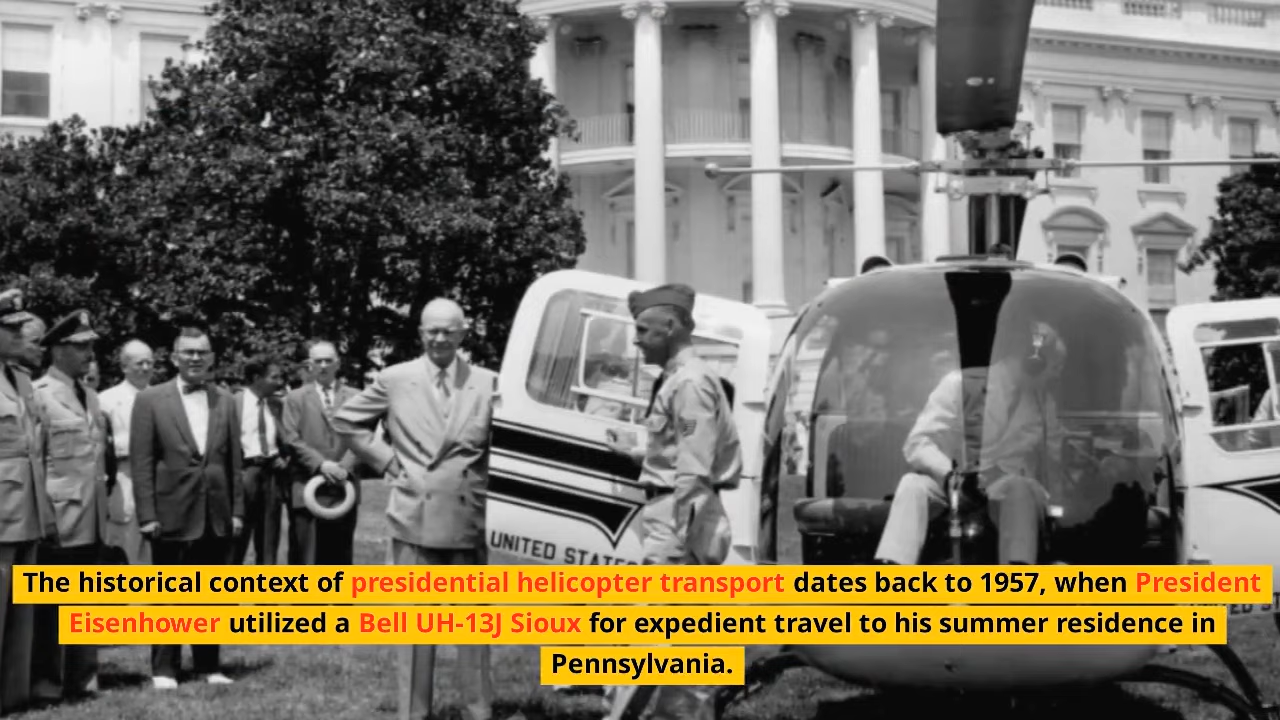 UNITED STATES
The historical context of presidential helicopter transport dates back to 1957, when President
Eisenhower utilized a Bell UH-13J Sioux for expedient travel to his summer residence in
Pennsylvania.